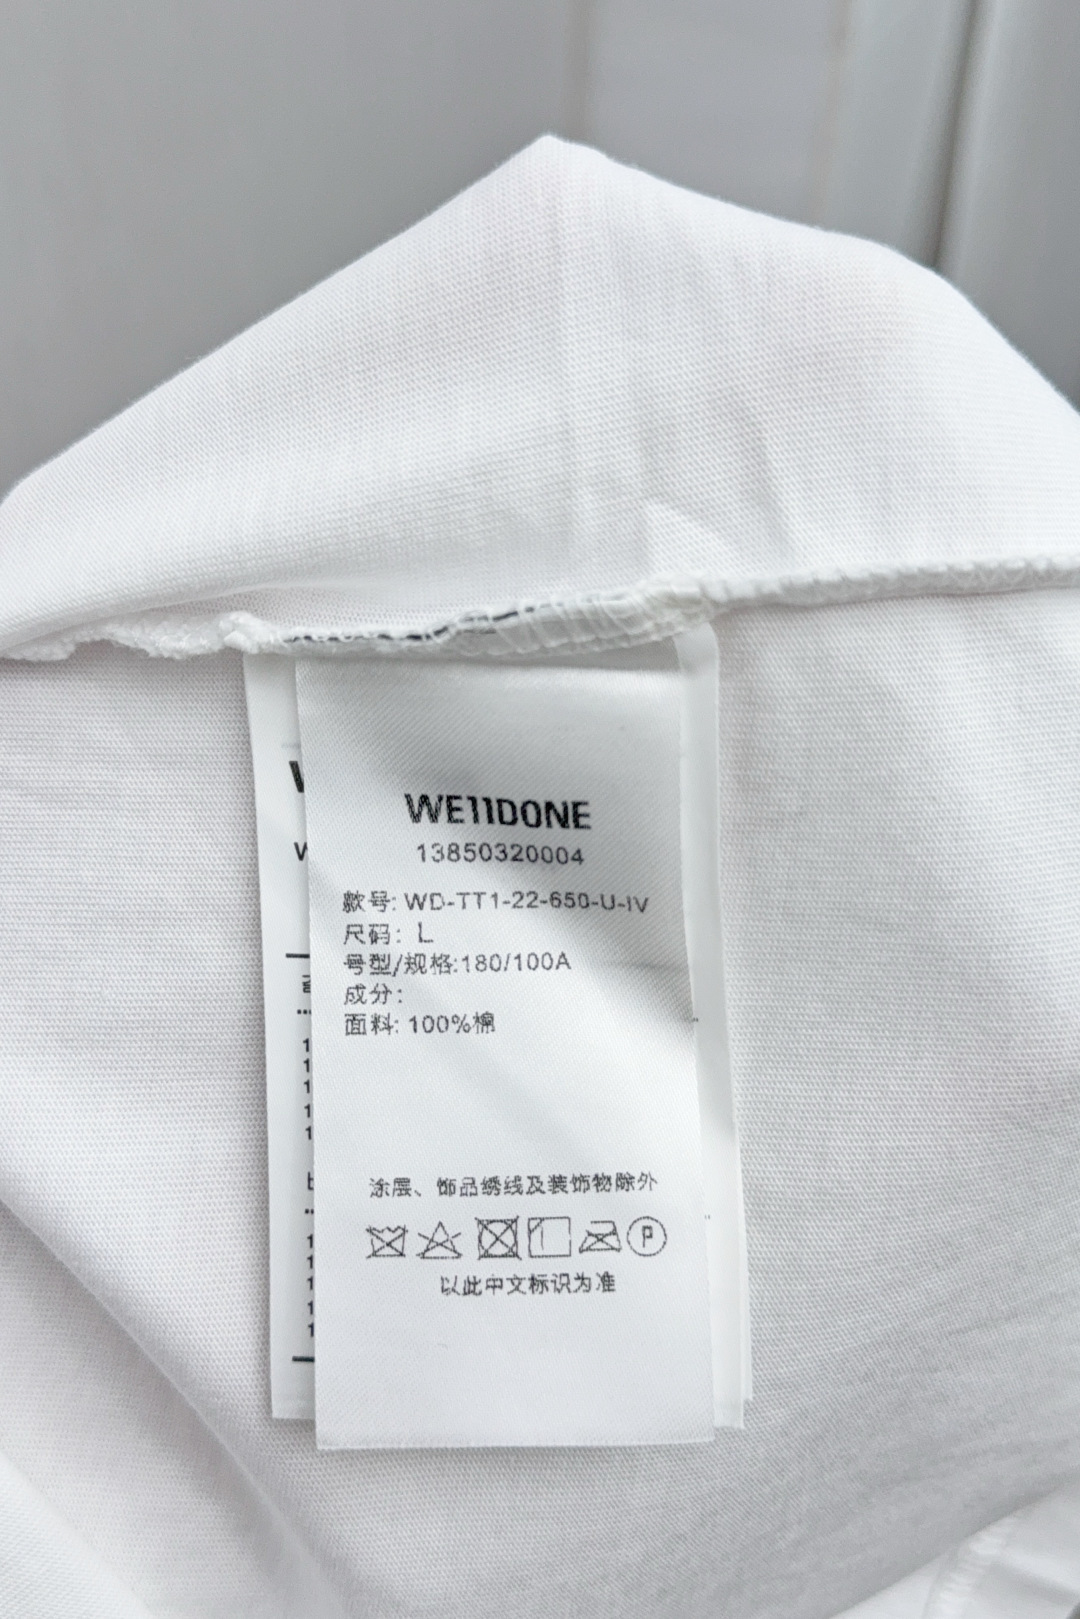 WE11DONE
13850320004
款号: WD-TT1-22-650-U-IV
尺码: L
号型/规格:180/100A
成分:
面料: 100%棉
涂层、饰品绣线及装饰物除外
P
以此中文标识为准